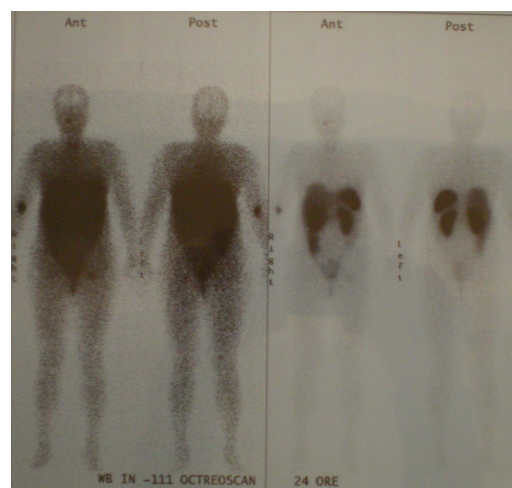 Ant Post Ant Post
Right
left
Right
left
WB IN -111 OCTREOSCAN 24 ORE